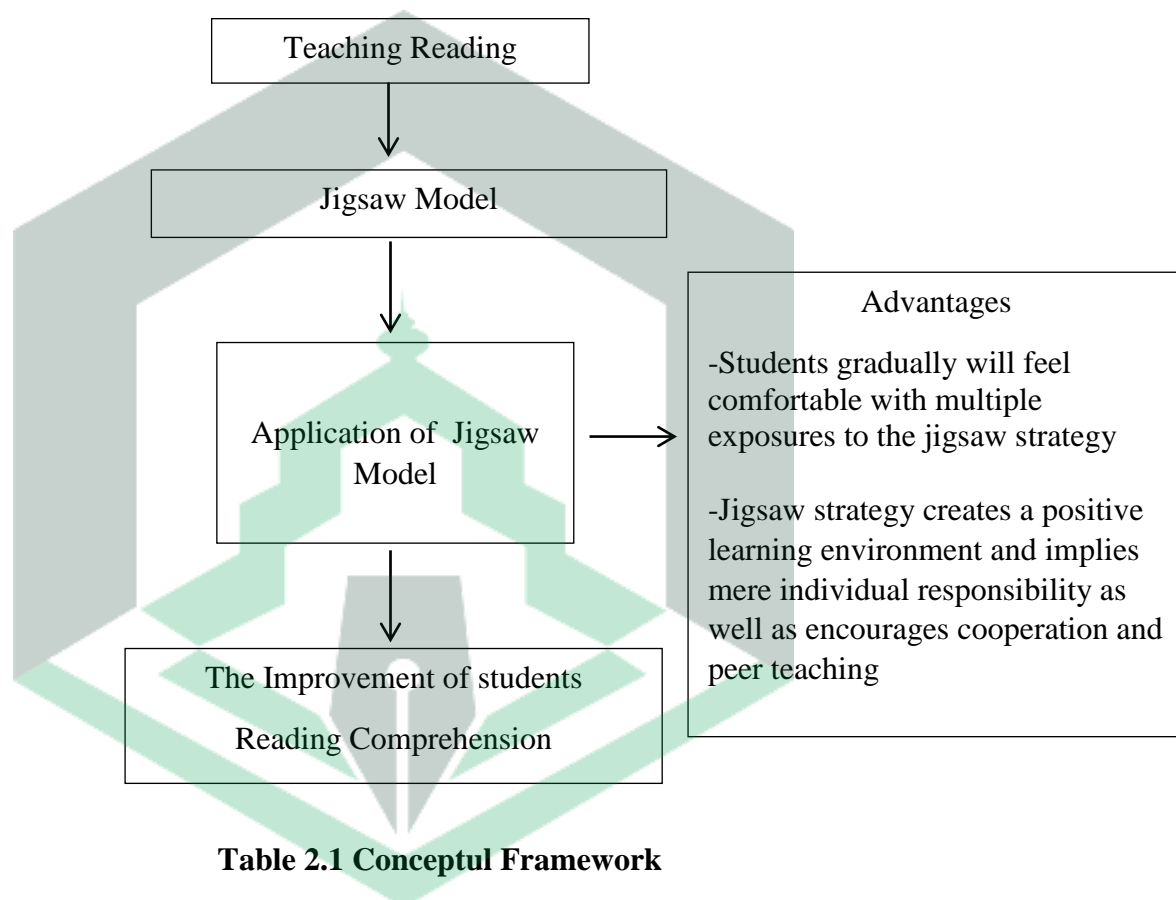 Teaching Reading
Jigsaw Model
Application of Jigsaw
Model
Advantages
-Students gradually will feel
comfortable with multiple
exposures to the jigsaw strategy
-Jigsaw strategy creates a positive
learning environment and implies
mere individual responsibility as
well as encourages cooperation and
peer teaching
The Improvement of students
Reading Comprehension
Table 2.1 Conceptul Framework